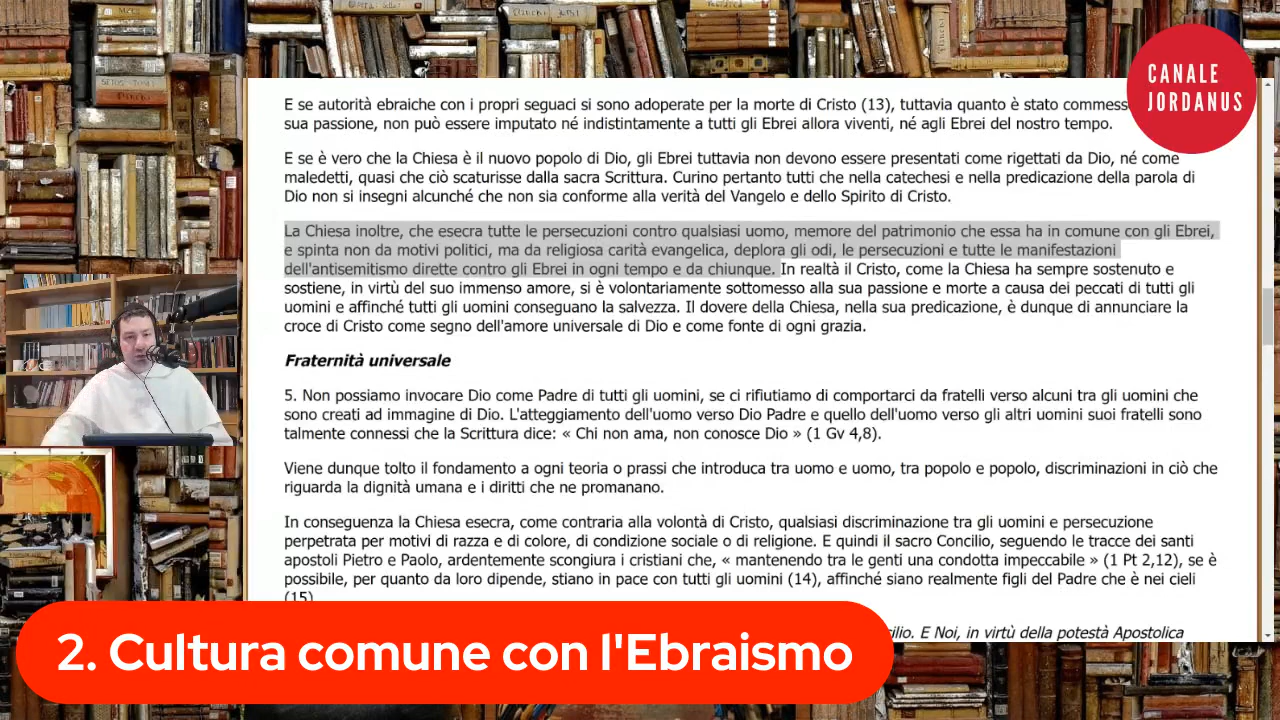 CANALE
JORDANUS
E se autorità ebraiche con i propri seguaci si sono adoperate per la morte di Cristo (13), tuttavia quanto è stato
sua passione, non può essere imputato né indistintamente a tutti gli Ebrei allora viventi, né agli Ebrei del nostro tempo.
E se è vero che la Chiesa è il nuovo popolo di Dio, gli Ebrei tuttavia non devono essere presentati come rigettati da Dio, né come
maledetti, quasi che ciò scaturisse dalla sacra Scrittura. Curino pertanto tutti che nella catechesi e nella predicazione della parola di
Dio non si insegni alcunché che non sia conforme alla verità del Vangelo e dello Spirito di Cristo.
La Chiesa inoltre, che esecra tutte le persecuzioni contro qualsiasi uomo, memore del patrimonio che essa ha in comune con gli Ebrei,
e spinta non da motivi politici, ma da religiosa carità evangelica, deplora gli odi, le persecuzioni e tutte le manifestazioni
dell'antisemitismo dirette contro gli Ebrei in ogni tempo e da chiunque. In realtà il Cristo, come la Chiesa ha sempre sostenuto e
sostiene, in virtù del suo immenso amore, si è volontariamente sottomesso alla sua passione e morte a causa dei peccati di tutti gli
uomini e affinché tutti gli uomini conseguano la salvezza. Il dovere della Chiesa, nella sua predicazione, è dunque di annunciare la
croce di Cristo come segno dell'amore universale di Dio e come fonte di ogni grazia.
Fraternità universale
5. Non possiamo invocare Dio come Padre di tutti gli uomini, se ci rifiutiamo di comportarci da fratelli verso alcuni tra gli uomini che
sono creati ad immagine di Dio. L'atteggiamento dell'uomo verso Dio Padre e quello dell'uomo verso gli altri uomini suoi fratelli sono
talmente connessi che la Scrittura dice: « Chi non ama, non conosce Dio » (1 Gv 4,8).
Viene dunque tolto il fondamento a ogni teoria o prassi che introduca tra uomo e uomo, tra popolo e popolo, discriminazioni in ciò che
riguarda la dignità umana e i diritti che ne promanano.
In conseguenza la Chiesa esecra, come contraria alla volontà di Cristo, qualsiasi discriminazione tra gli uomini e persecuzione
perpetrata per motivi di razza e di colore, di condizione sociale o di religione. E quindi il sacro Concilio, seguendo le tracce dei santi
apostoli Pietro e Paolo, ardentemente scongiura i cristiani che, « mantenendo tra le genti una condotta impeccabile » (1 Pt 2,12), se è
possibile, per quanto da loro dipende, stiano in pace con tutti gli uomini (14), affinché siano realmente figli del Padre che è nei cieli
(15).
E Noi, in virtù della potestà Apostolica
2. Cultura comune con l'Ebraismo